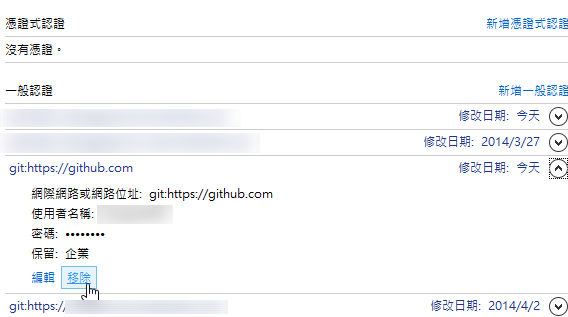 憑證式認證 新增憑證式認證
沒有憑證。
一般認證 新增一般認證
修改日期: 今天
修改日期: 2014/3/27
git:https://github.com 修改日期: 今天
網際網路或網路位址: git:https://github.com
使用者名稱:
密碼: ••••••••
保留: 企業
編輯 移除
git:https:/ 修改日期: 2014/4/2